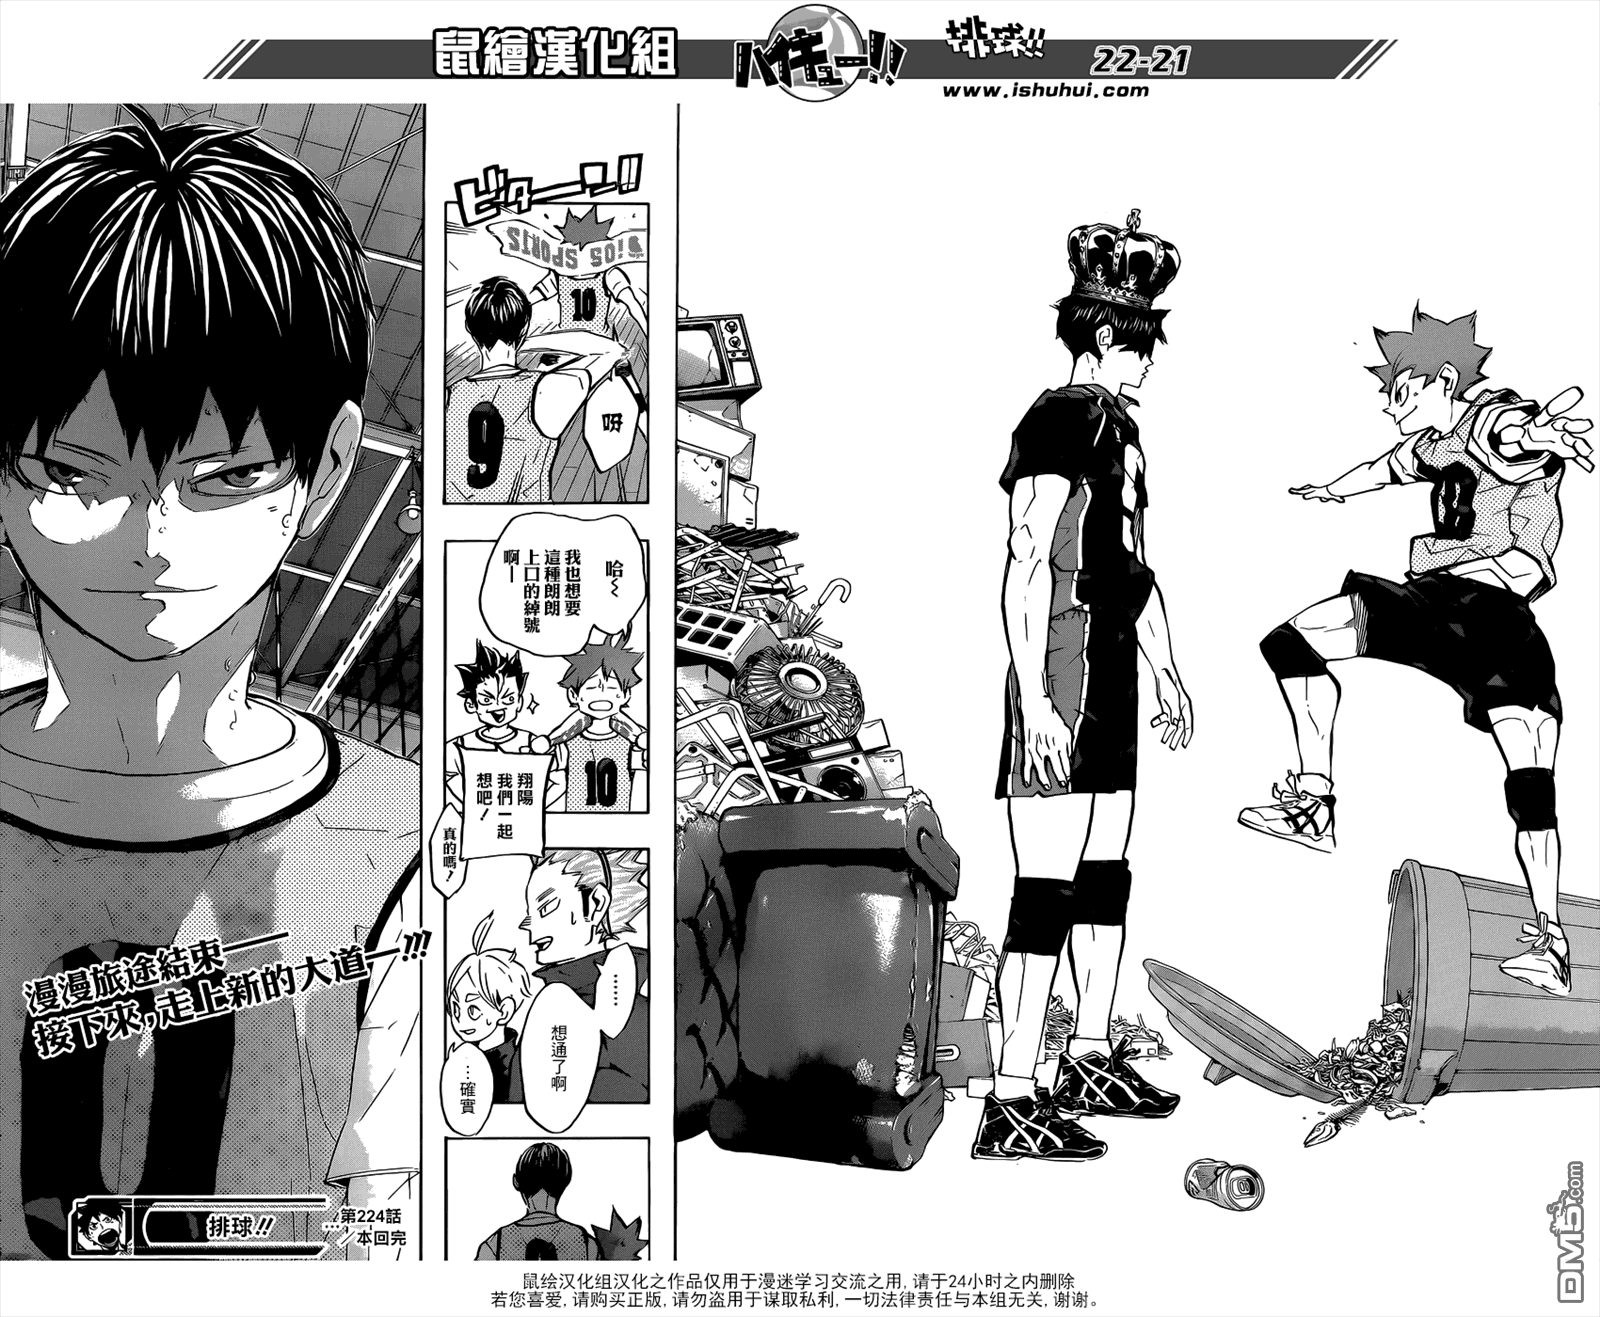 鼠繪漢化組
ハイキュー!!
排球!!
22-21
www.ishuhui.com
ビターン!!
iOS SPORTS
10
9
呀
哈～
我也想要
這種朗朗
上口的綽號
啊—
10
翔陽
我們一起
想吧！
真的嗎！
……
想通了啊
…確實
漫漫旅途結束——
接下來,走上新的大道—!!!
排球!!
…第224話
／本回完
鼠绘汉化组汉化之作品仅用于漫迷学习交流之用,请于24小时之内删除
若您喜爱,请购买正版,请勿盗用于谋取私利,一切法律责任与本组无关,谢谢。
DM5.com